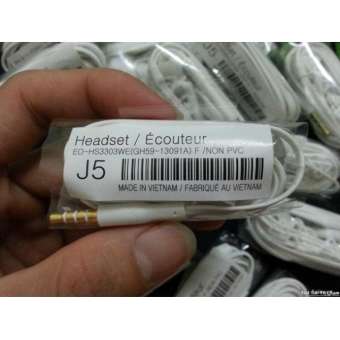 Headset / Écouteur
EO-HS3303WE(GH59-13091A) F /NON PVC
J5
MADE IN VIETNAM / FABRIQUÉ AU VIETNAM